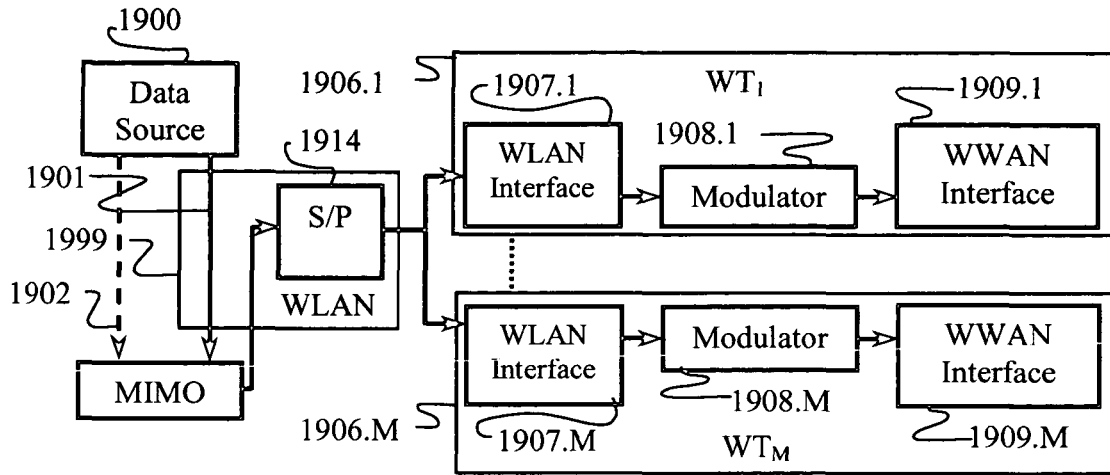 1900
Data
Source
1901
1999
1902
MIMO
1914
S/P
WLAN
1906.1
WT1
1907.1
WLAN
Interface
1908.1
Modulator
1909.1
WWAN
Interface
1906.M
WLAN
Interface
1907.M
Modulator
1908.M
WWAN
Interface
1909.M
WTM